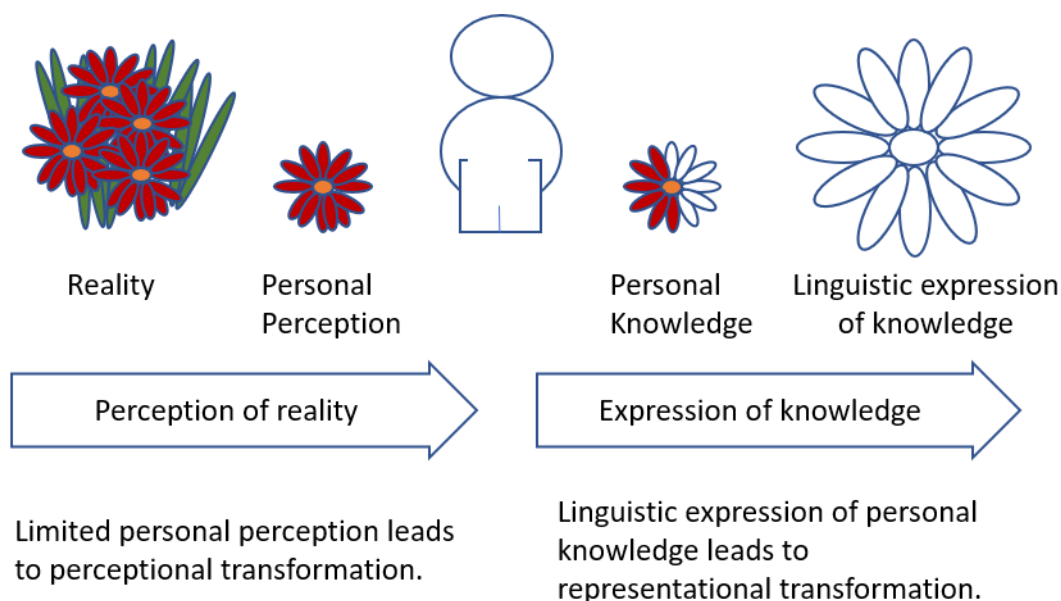 Reality
Personal
Perception
Personal
Knowledge
Linguistic expression
of knowledge
Perception of reality
Expression of knowledge
Limited personal perception leads
to perceptional transformation.
Linguistic expression of personal
knowledge leads to
representational transformation.